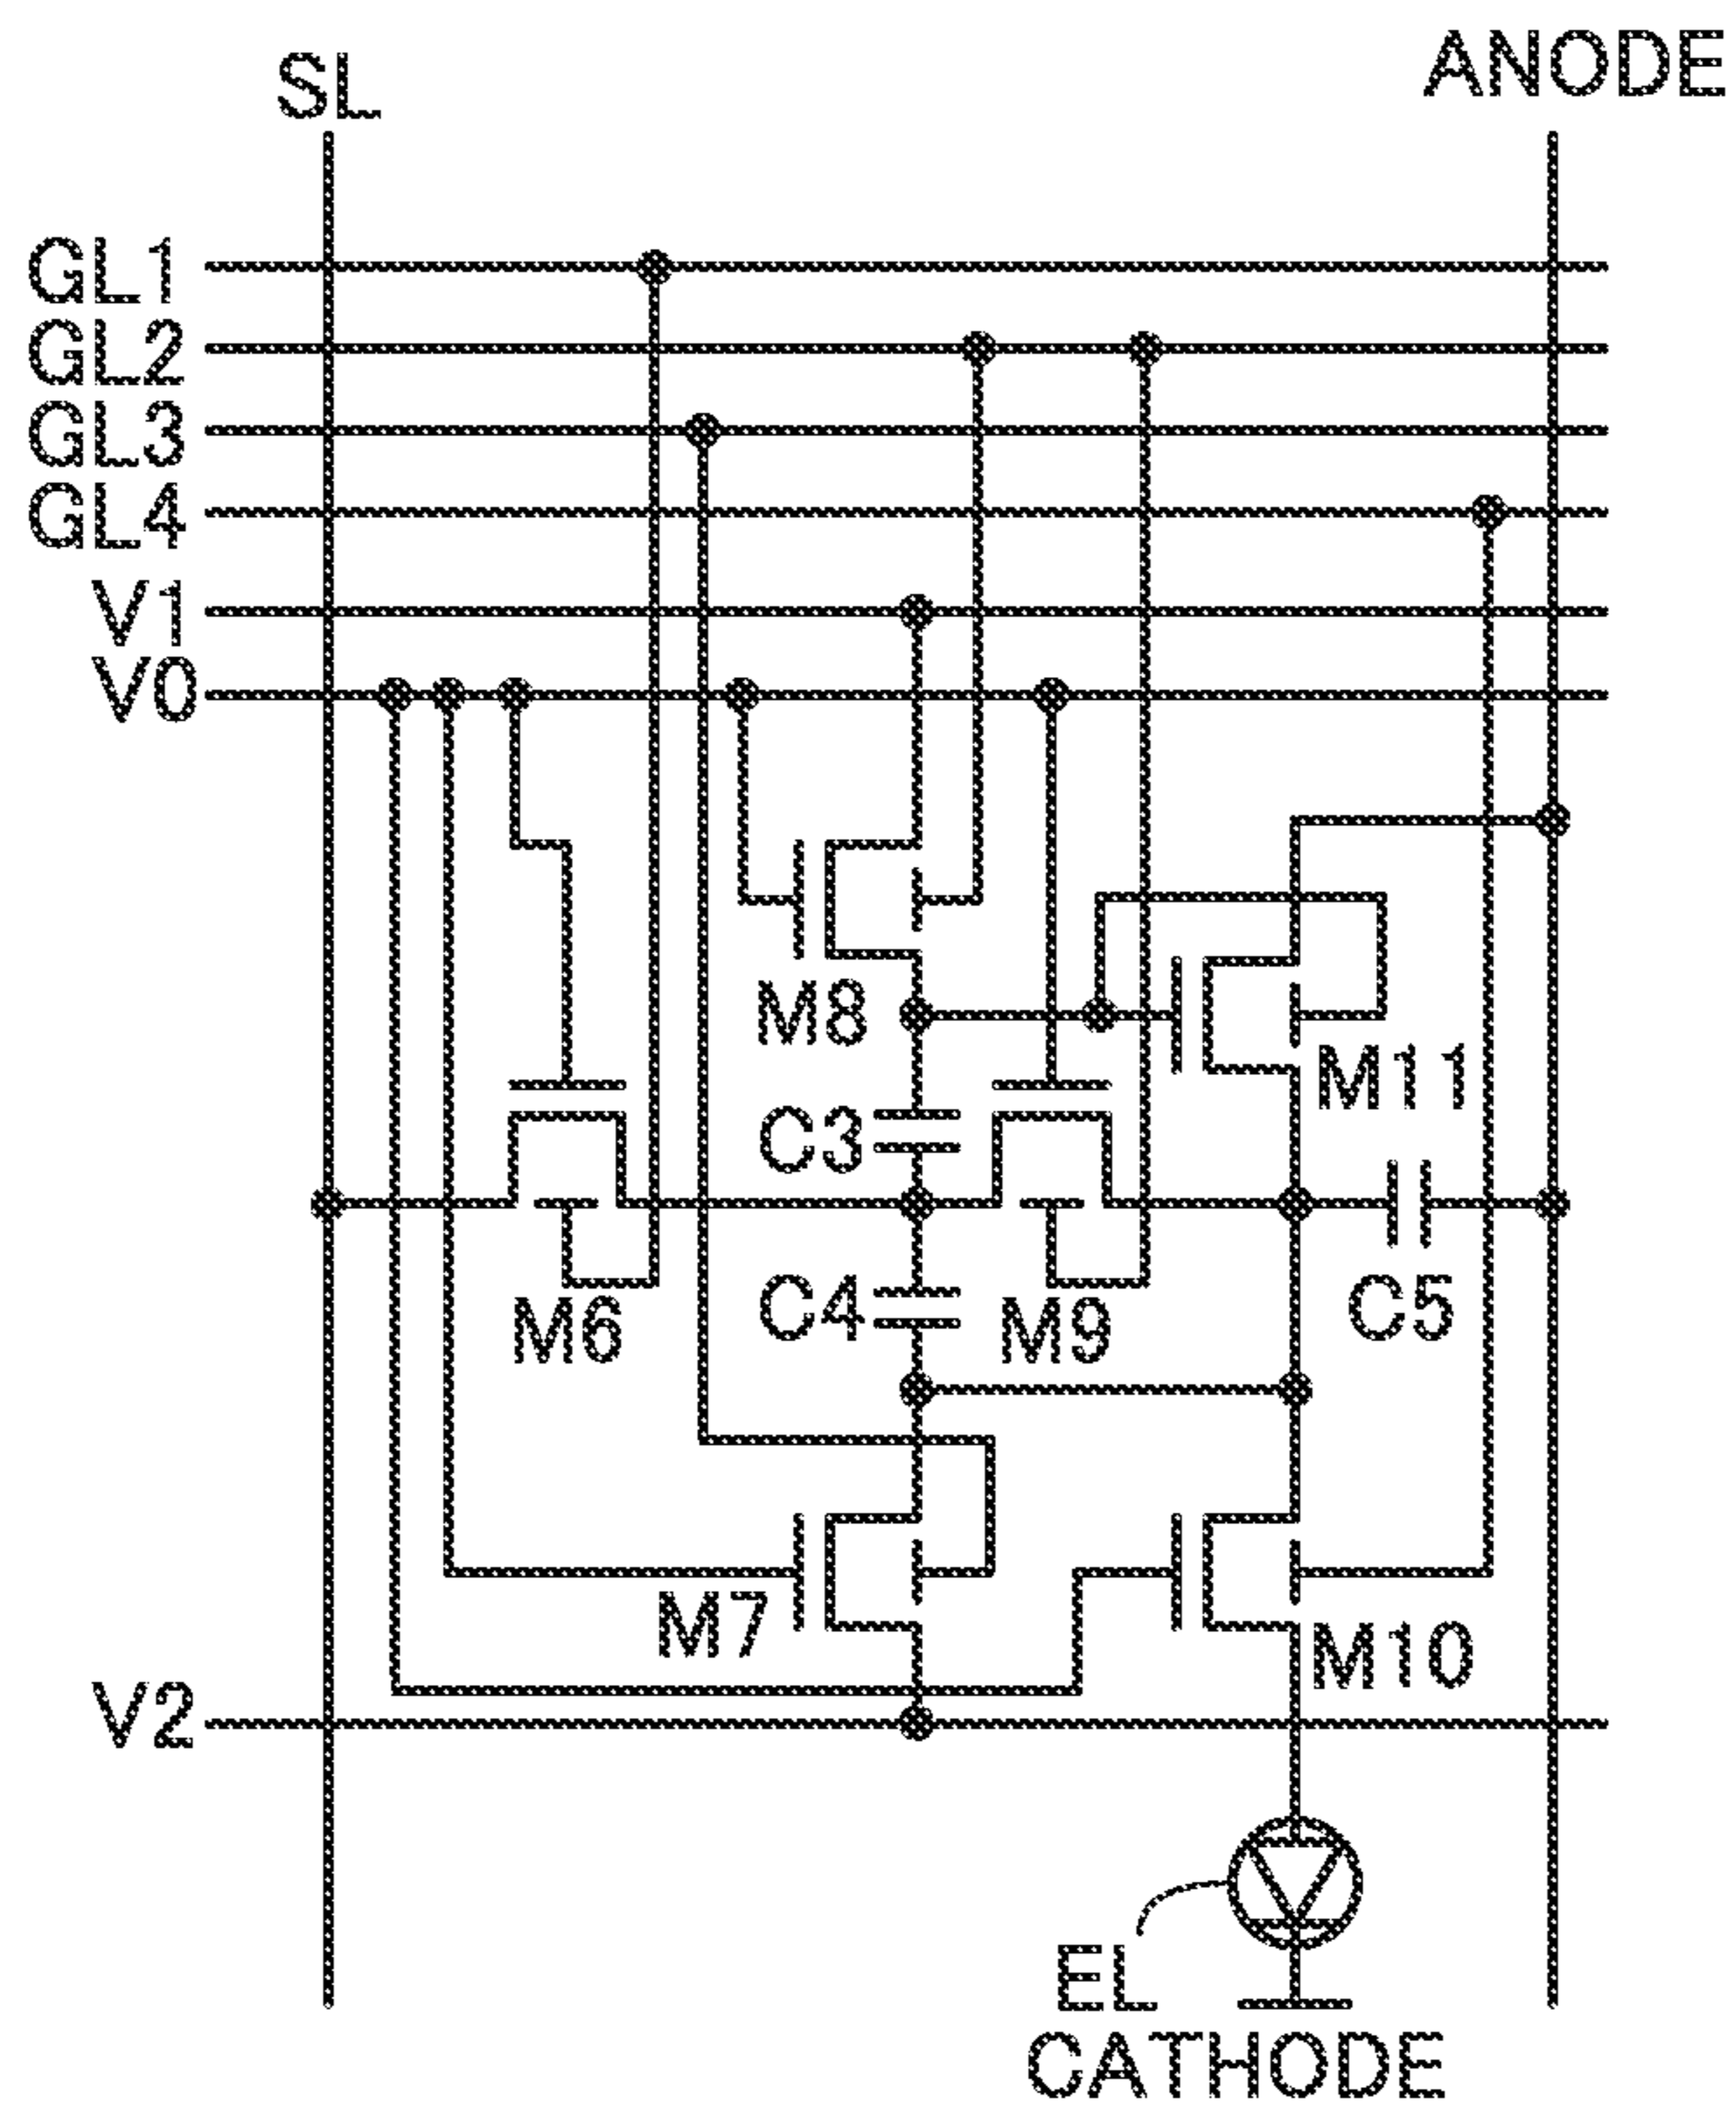 SL
ANODE
GL1
GL2
GL3
GL4
V1
V0
M8
M11
C3
M6
C4
M9
C5
M7
M10
V2
EL
CATHODE